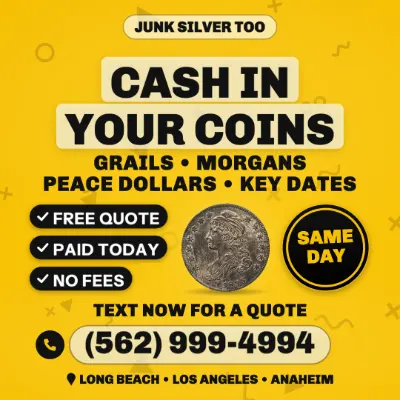 JUNK SILVER TOO
CASH IN
YOUR COINS
GRAILS • MORGANS
PEACE DOLLARS • KEY DATES
FREE QUOTE
PAID TODAY
NO FEES
SAME
DAY
TEXT NOW FOR A QUOTE
(562) 999-4994
LONG BEACH • LOS ANGELES • ANAHEIM